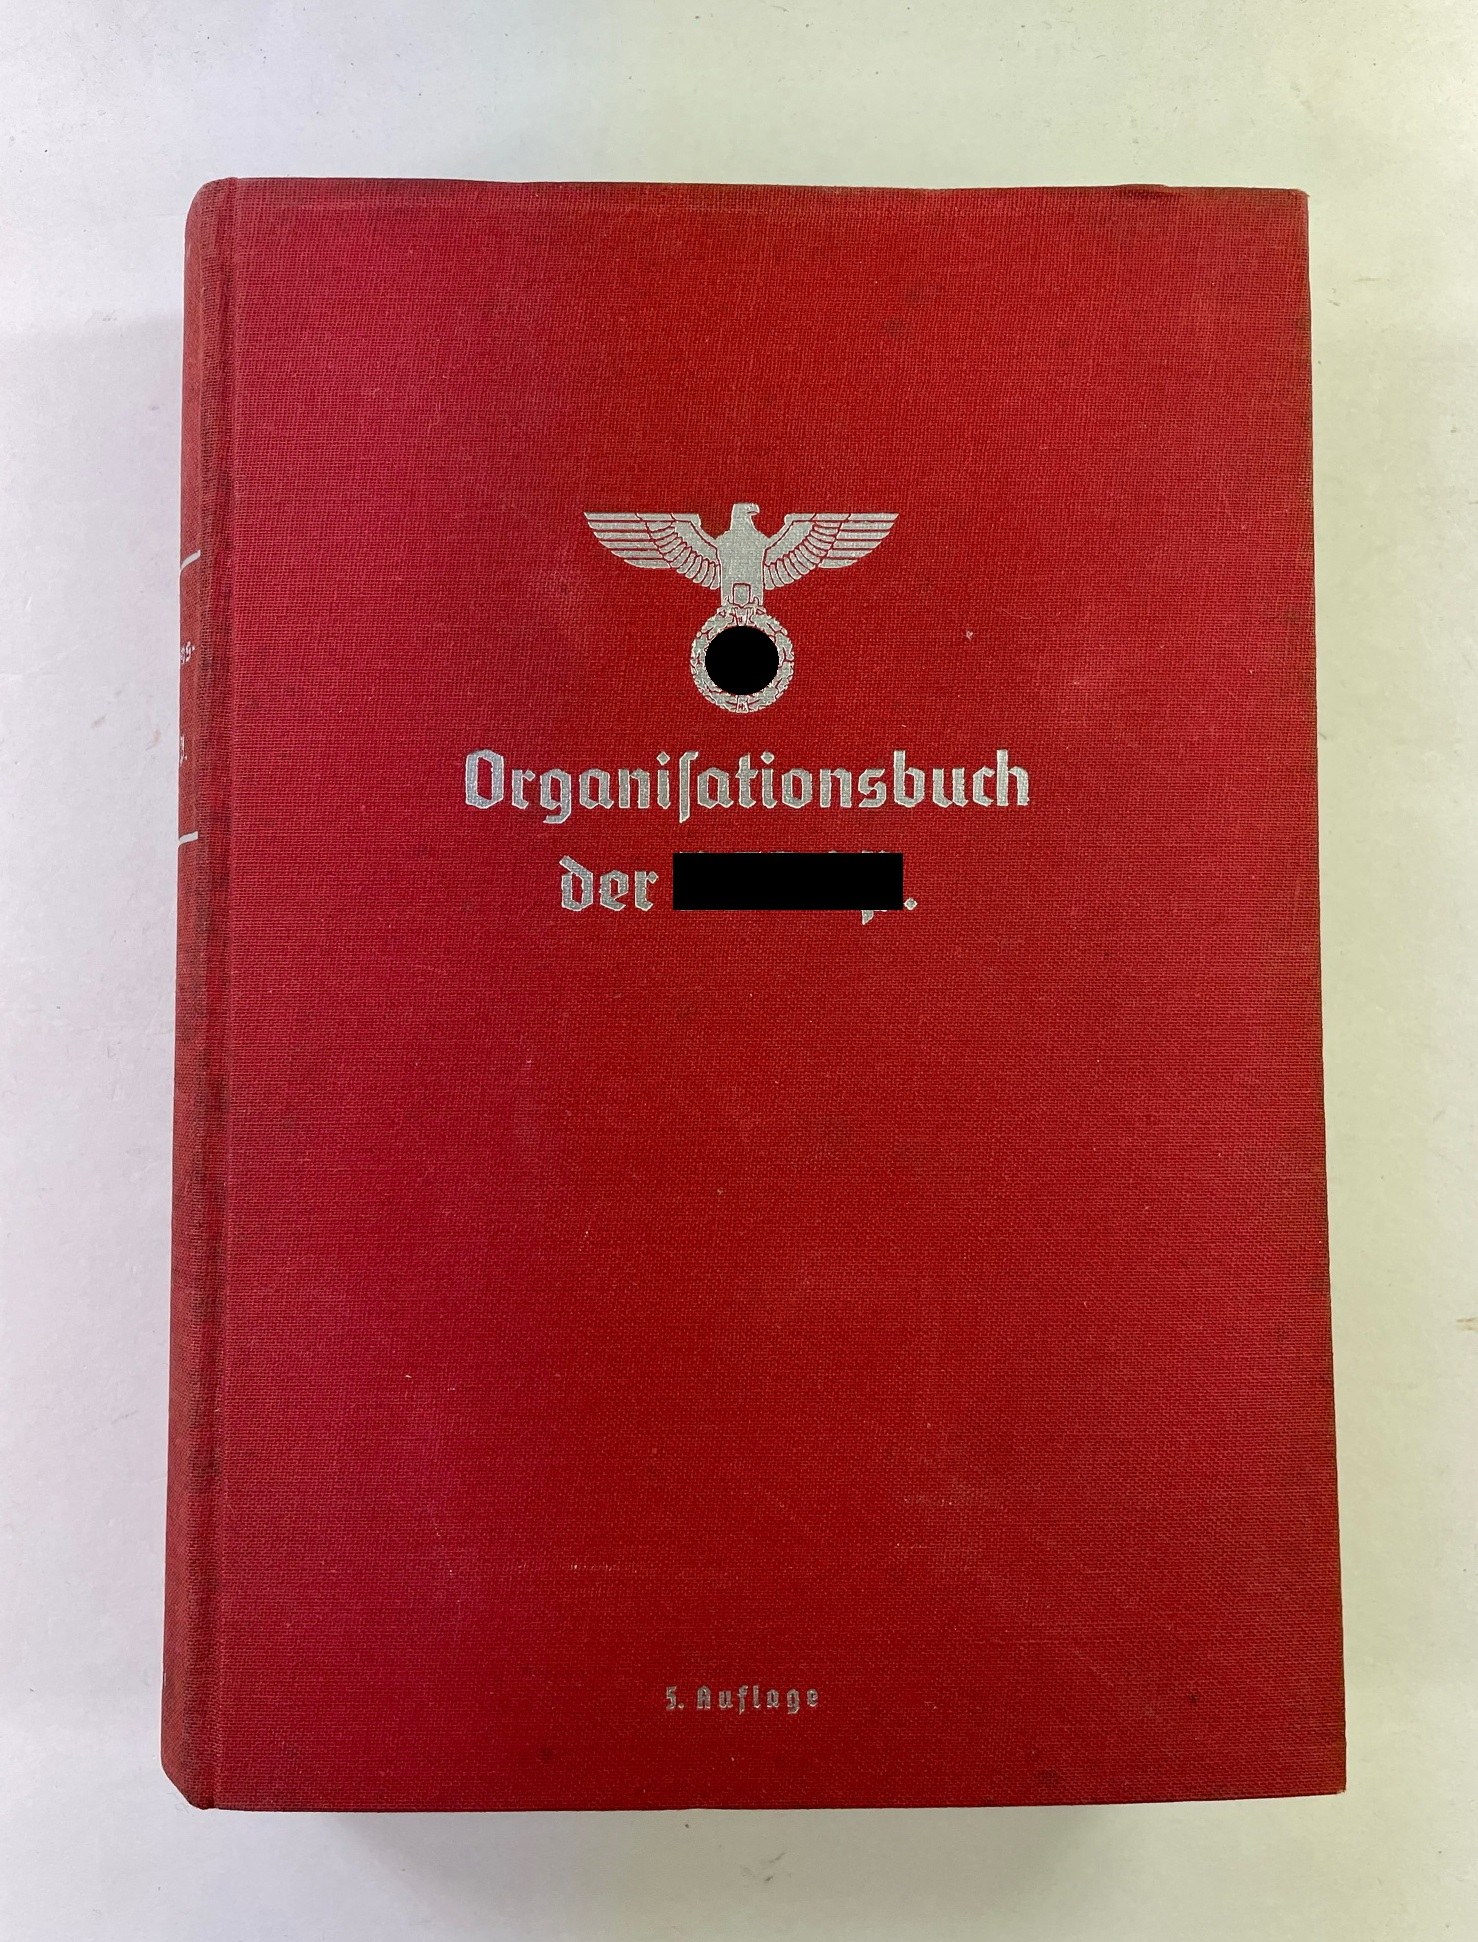 Organiſationsbuch
der
5. Auflage